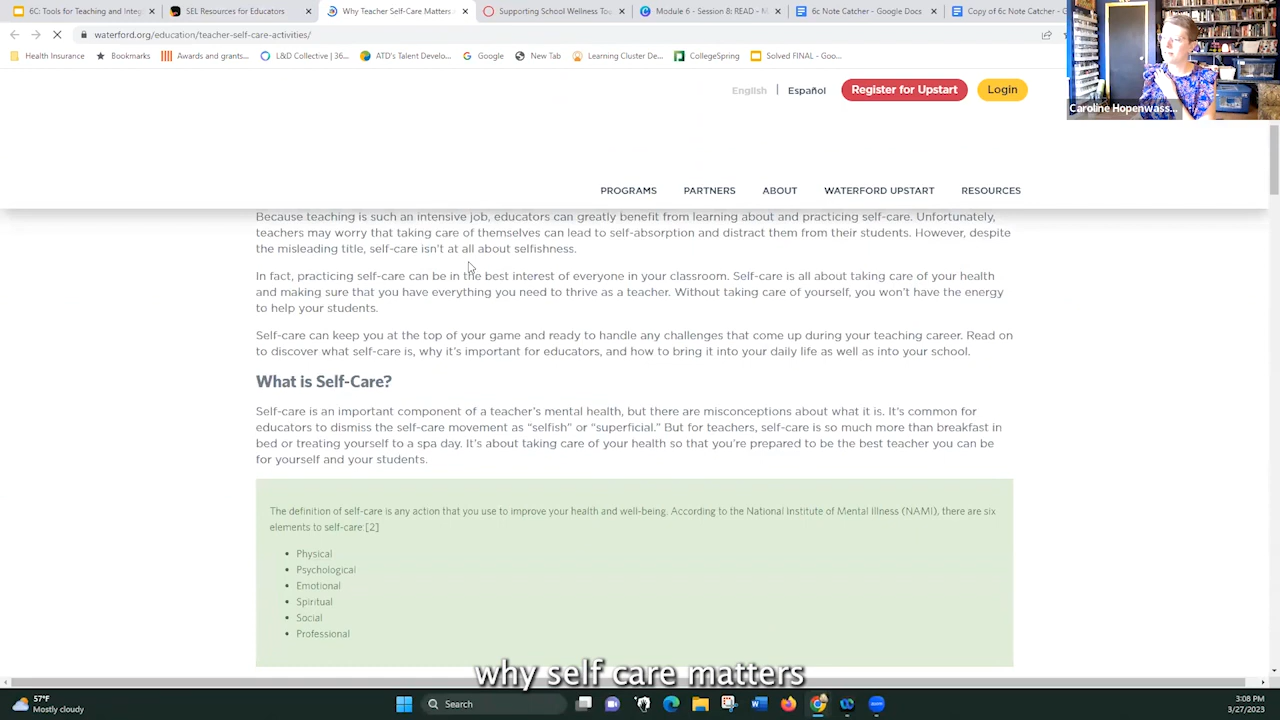 6C: Tools for Teaching and Integ
SEL Resources for Educators
Why Teacher Self-Care Matters
Supporting School Wellness Tou
Module 6 - Session 8: READ - M
6c Note Catcher - Google Docs
Copy of 6c Note Catcher - G
waterford.org/education/teacher-self-care-activities/
Health Insurance
Bookmarks
Awards and grants...
L&D Collective | 36...
ATD's Talent Develo...
Google
New Tab
Learning Cluster De...
CollegeSpring
Solved FINAL - Goo...
Caroline Hopenwass...
English | Español
Register for Upstart
Login
PROGRAMS PARTNERS ABOUT WATERFORD UPSTART RESOURCES
Because teaching is such an intensive job, educators can greatly benefit from learning about and practicing self-care. Unfortunately,
teachers may worry that taking care of themselves can lead to self-absorption and distract them from their students. However, despite
the misleading title, self-care isn't at all about selfishness.
In fact, practicing self-care can be in the best interest of everyone in your classroom. Self-care is all about taking care of your health
and making sure that you have everything you need to thrive as a teacher. Without taking care of yourself, you won't have the energy
to help your students.
Self-care can keep you at the top of your game and ready to handle any challenges that come up during your teaching career. Read on
to discover what self-care is, why it's important for educators, and how to bring it into your daily life as well as into your school.
What is Self-Care?
Self-care is an important component of a teacher's mental health, but there are misconceptions about what it is. It's common for
educators to dismiss the self-care movement as “selfish” or “superficial.” But for teachers, self-care is so much more than breakfast in
bed or treating yourself to a spa day. It's about taking care of your health so that you're prepared to be the best teacher you can be
for yourself and your students.
The definition of self-care is any action that you use to improve your health and well-being. According to the National Institute of Mental Illness (NAMI), there are six
elements to self-care:[2]
• Physical
• Psychological
• Emotional
• Spiritual
• Social
• Professional
why self care matters
57°F
Mostly cloudy
Search
3:08 PM
3/27/2023